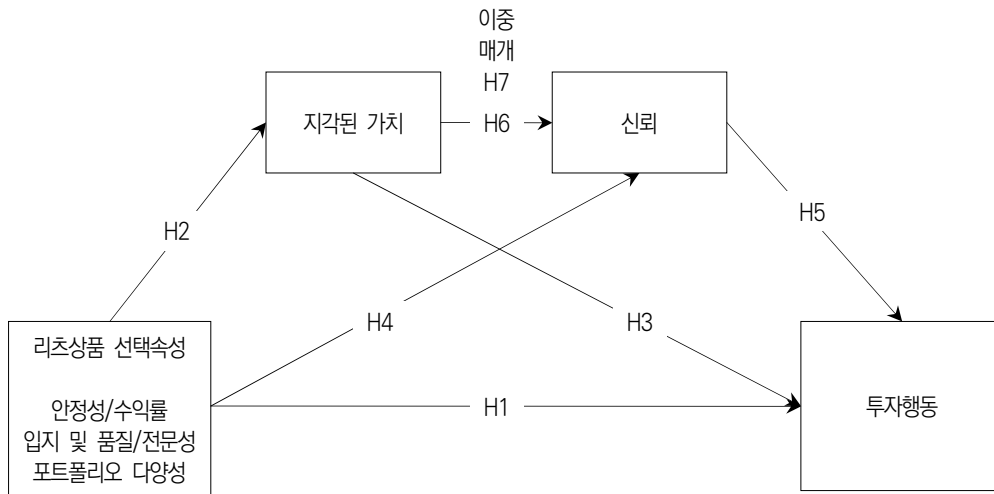 이중
매개
H7
지각된 가치
H6
신뢰
H2
H5
H4
H3
리츠상품 선택속성
안정성/수익률
입지 및 품질/전문성
포트폴리오 다양성
H1
투자행동